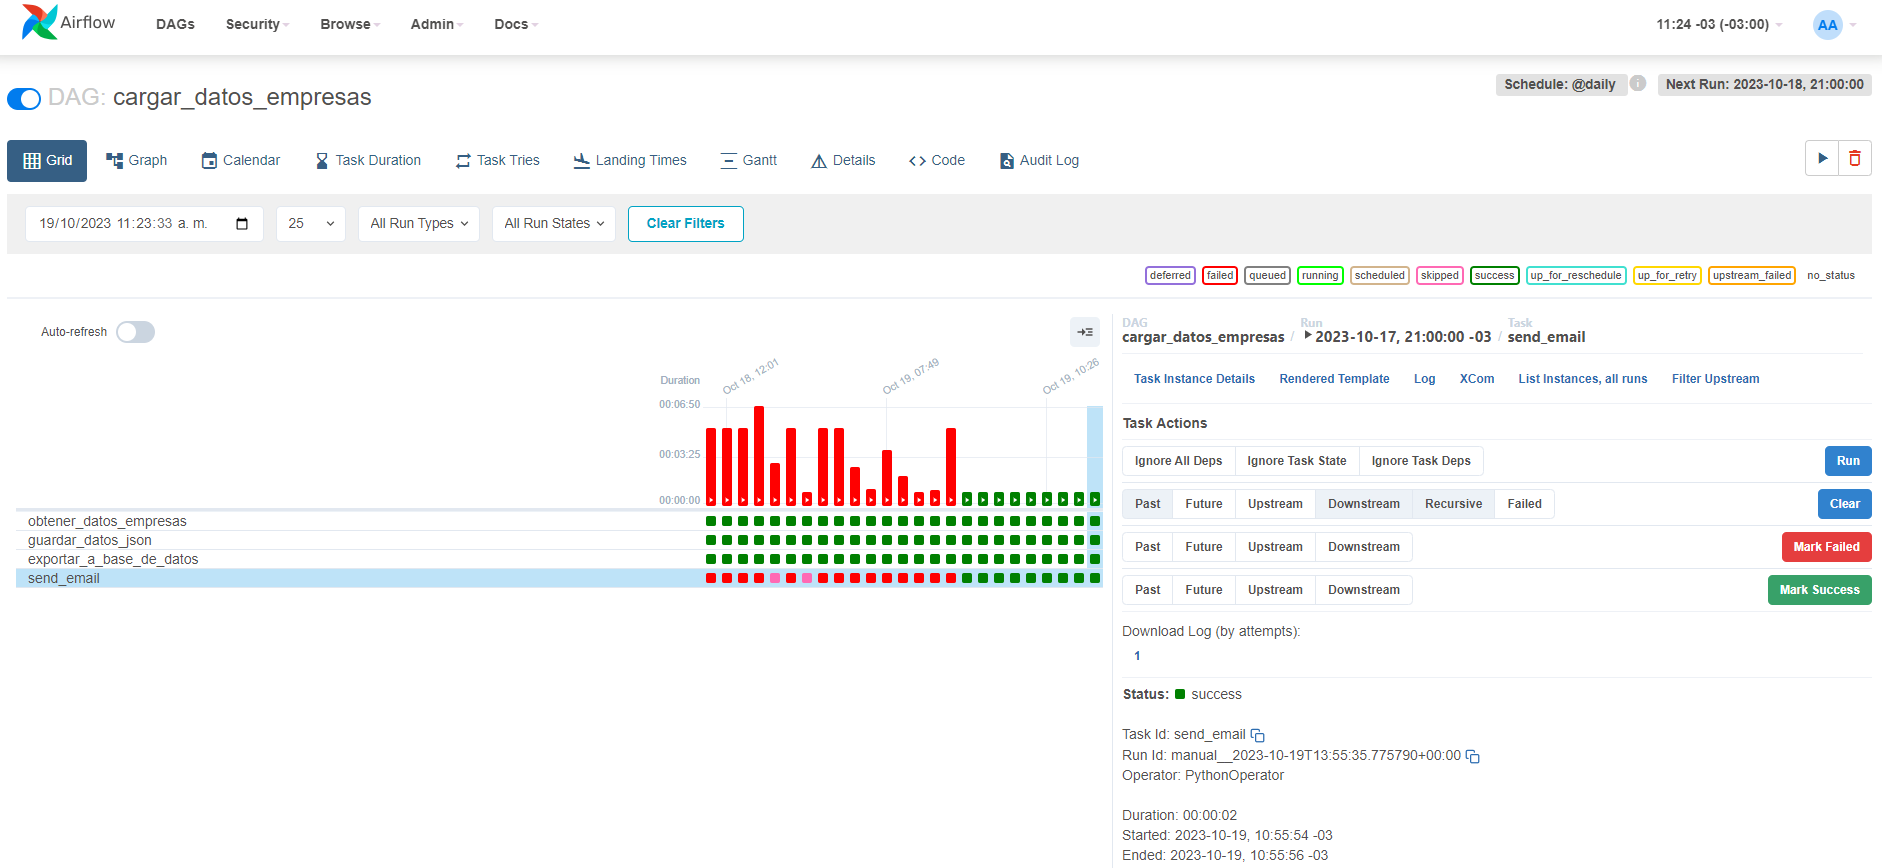 Airflow DAGs Security Browse Admin Docs 11:24 -03 (-03:00) AA
DAG: cargar_datos_empresas Schedule: @daily i Next Run: 2023-10-18, 21:00:00
Grid Graph Calendar Task Duration Task Tries Landing Times Gantt Details Code Audit Log
19/10/2023 11:23:33 a. m. 25 All Run Types All Run States Clear Filters
deferred failed queued running scheduled skipped success up_for_reschedule up_for_retry upstream_failed no_status
Auto-refresh
Duration
Oct 18, 12:01 Oct 19, 07:49 Oct 19, 10:26
00:06:50
00:03:25
00:00:00
obtener_datos_empresas
guardar_datos_json
exportar_a_base_de_datos
send_email
DAG Run Task
cargar_datos_empresas / 2023-10-17, 21:00:00 -03 / send_email
Task Instance Details Rendered Template Log XCom List Instances, all runs Filter Upstream
Task Actions
Ignore All Deps Ignore Task State Ignore Task Deps Run
Past Future Upstream Downstream Recursive Failed Clear
Past Future Upstream Downstream Mark Failed
Past Future Upstream Downstream Mark Success
Download Log (by attempts):
1
Status: success
Task Id: send_email
Run Id: manual__2023-10-19T13:55:35.775790+00:00
Operator: PythonOperator
Duration: 00:00:02
Started: 2023-10-19, 10:55:54 -03
Ended: 2023-10-19, 10:55:56 -03